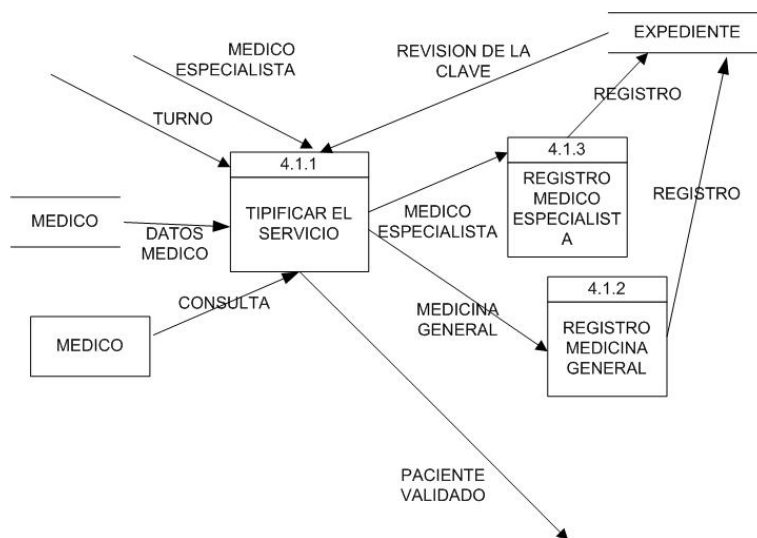 MEDICO
ESPECIALISTA
REVISION DE LA
CLAVE
EXPEDIENTE
TURNO
REGISTRO
4.1.1
TIPIFICAR EL
SERVICIO
4.1.3
REGISTRO
MEDICO
ESPECIALIST
A
REGISTRO
MEDICO
DATOS
MEDICO
MEDICO
ESPECIALISTA
CONSULTA
MEDICINA
GENERAL
4.1.2
REGISTRO
MEDICINA
GENERAL
MEDICO
PACIENTE
VALIDADO